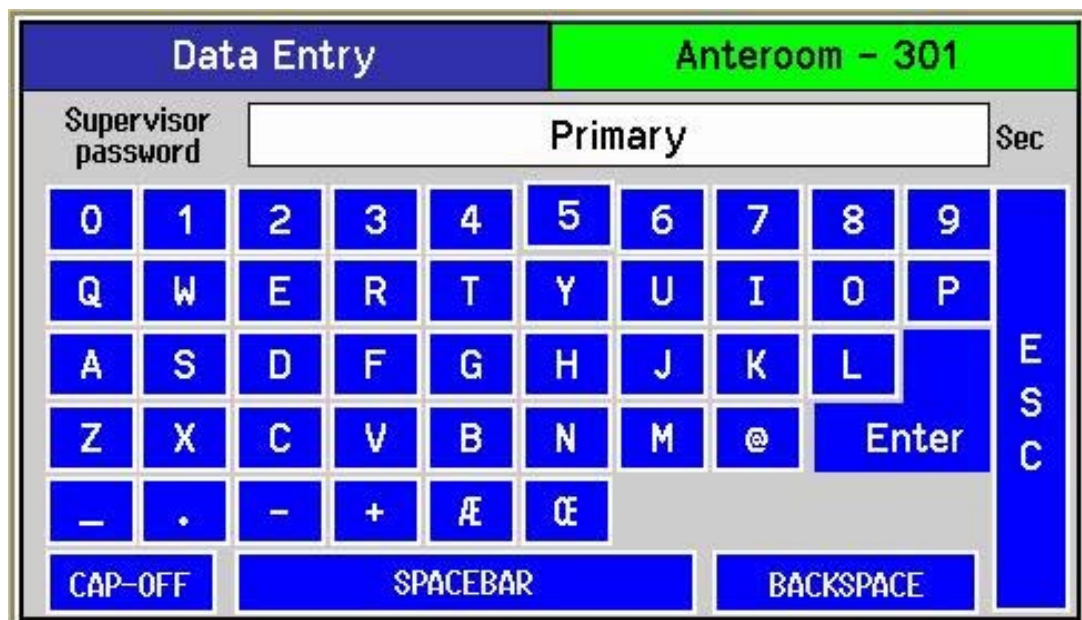 Data Entry Anteroom - 301
Supervisor
password Primary Sec
0 1 2 3 4 5 6 7 8 9
Q W E R T Y U I O P
A S D F G H J K L
Z X C V B N M @ Enter
_ . - + Æ Œ
CAP-OFF SPACEBAR BACKSPACE
ESC